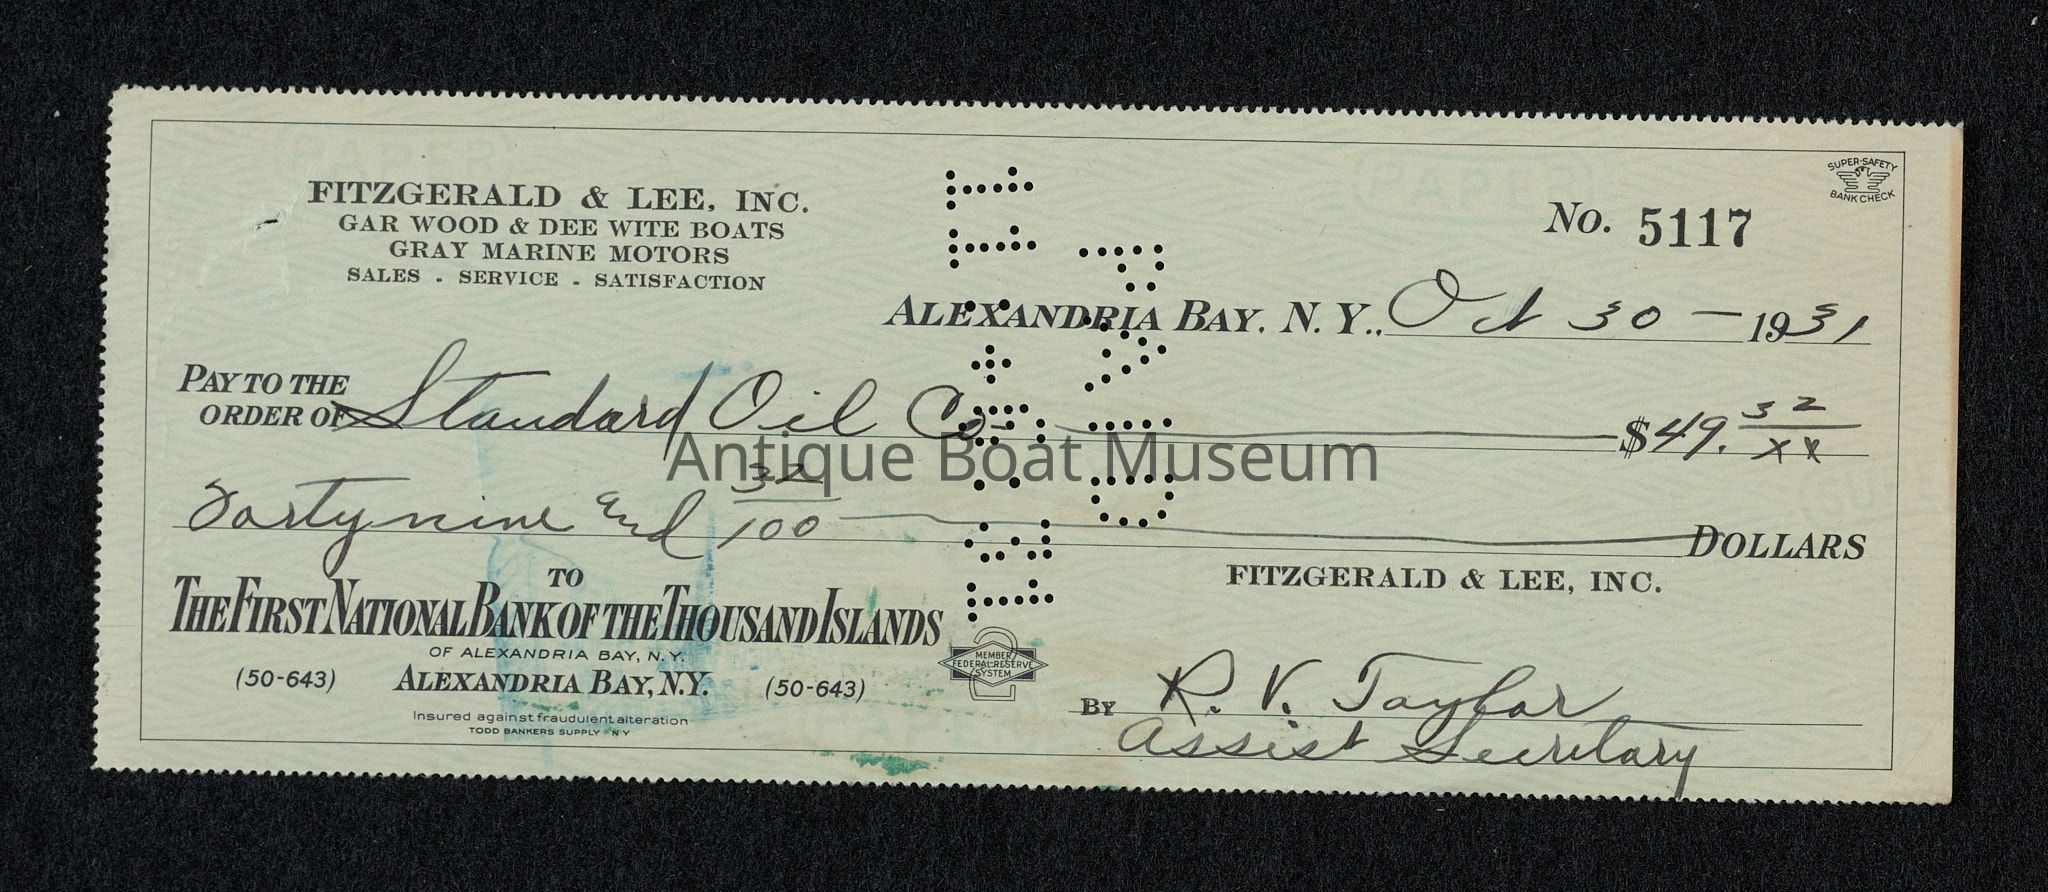 FITZGERALD & LEE, INC.
GAR WOOD & DEE WITE BOATS
GRAY MARINE MOTORS
SALES . SERVICE . SATISFACTION
SUPER-SAFETY
BANK CHECK
No. 5117
ALEXANDRIA BAY, N. Y., Oct 30 — 1931
PAY TO THE
ORDER OF Standard Oil Co. $49. 32/XX
Antique Boat Museum
Forty nine and 32/100 DOLLARS
FITZGERALD & LEE, INC.
TO
THE FIRST NATIONAL BANK OF THE THOUSAND ISLANDS
OF ALEXANDRIA BAY, N.Y.
(50-643) ALEXANDRIA BAY, N.Y. (50-643)
MEMBER
FEDERAL RESERVE
SYSTEM
2
Insured against fraudulent alteration
TODD BANKERS SUPPLY N Y
BY R. V. Taylor
Assist Secretary